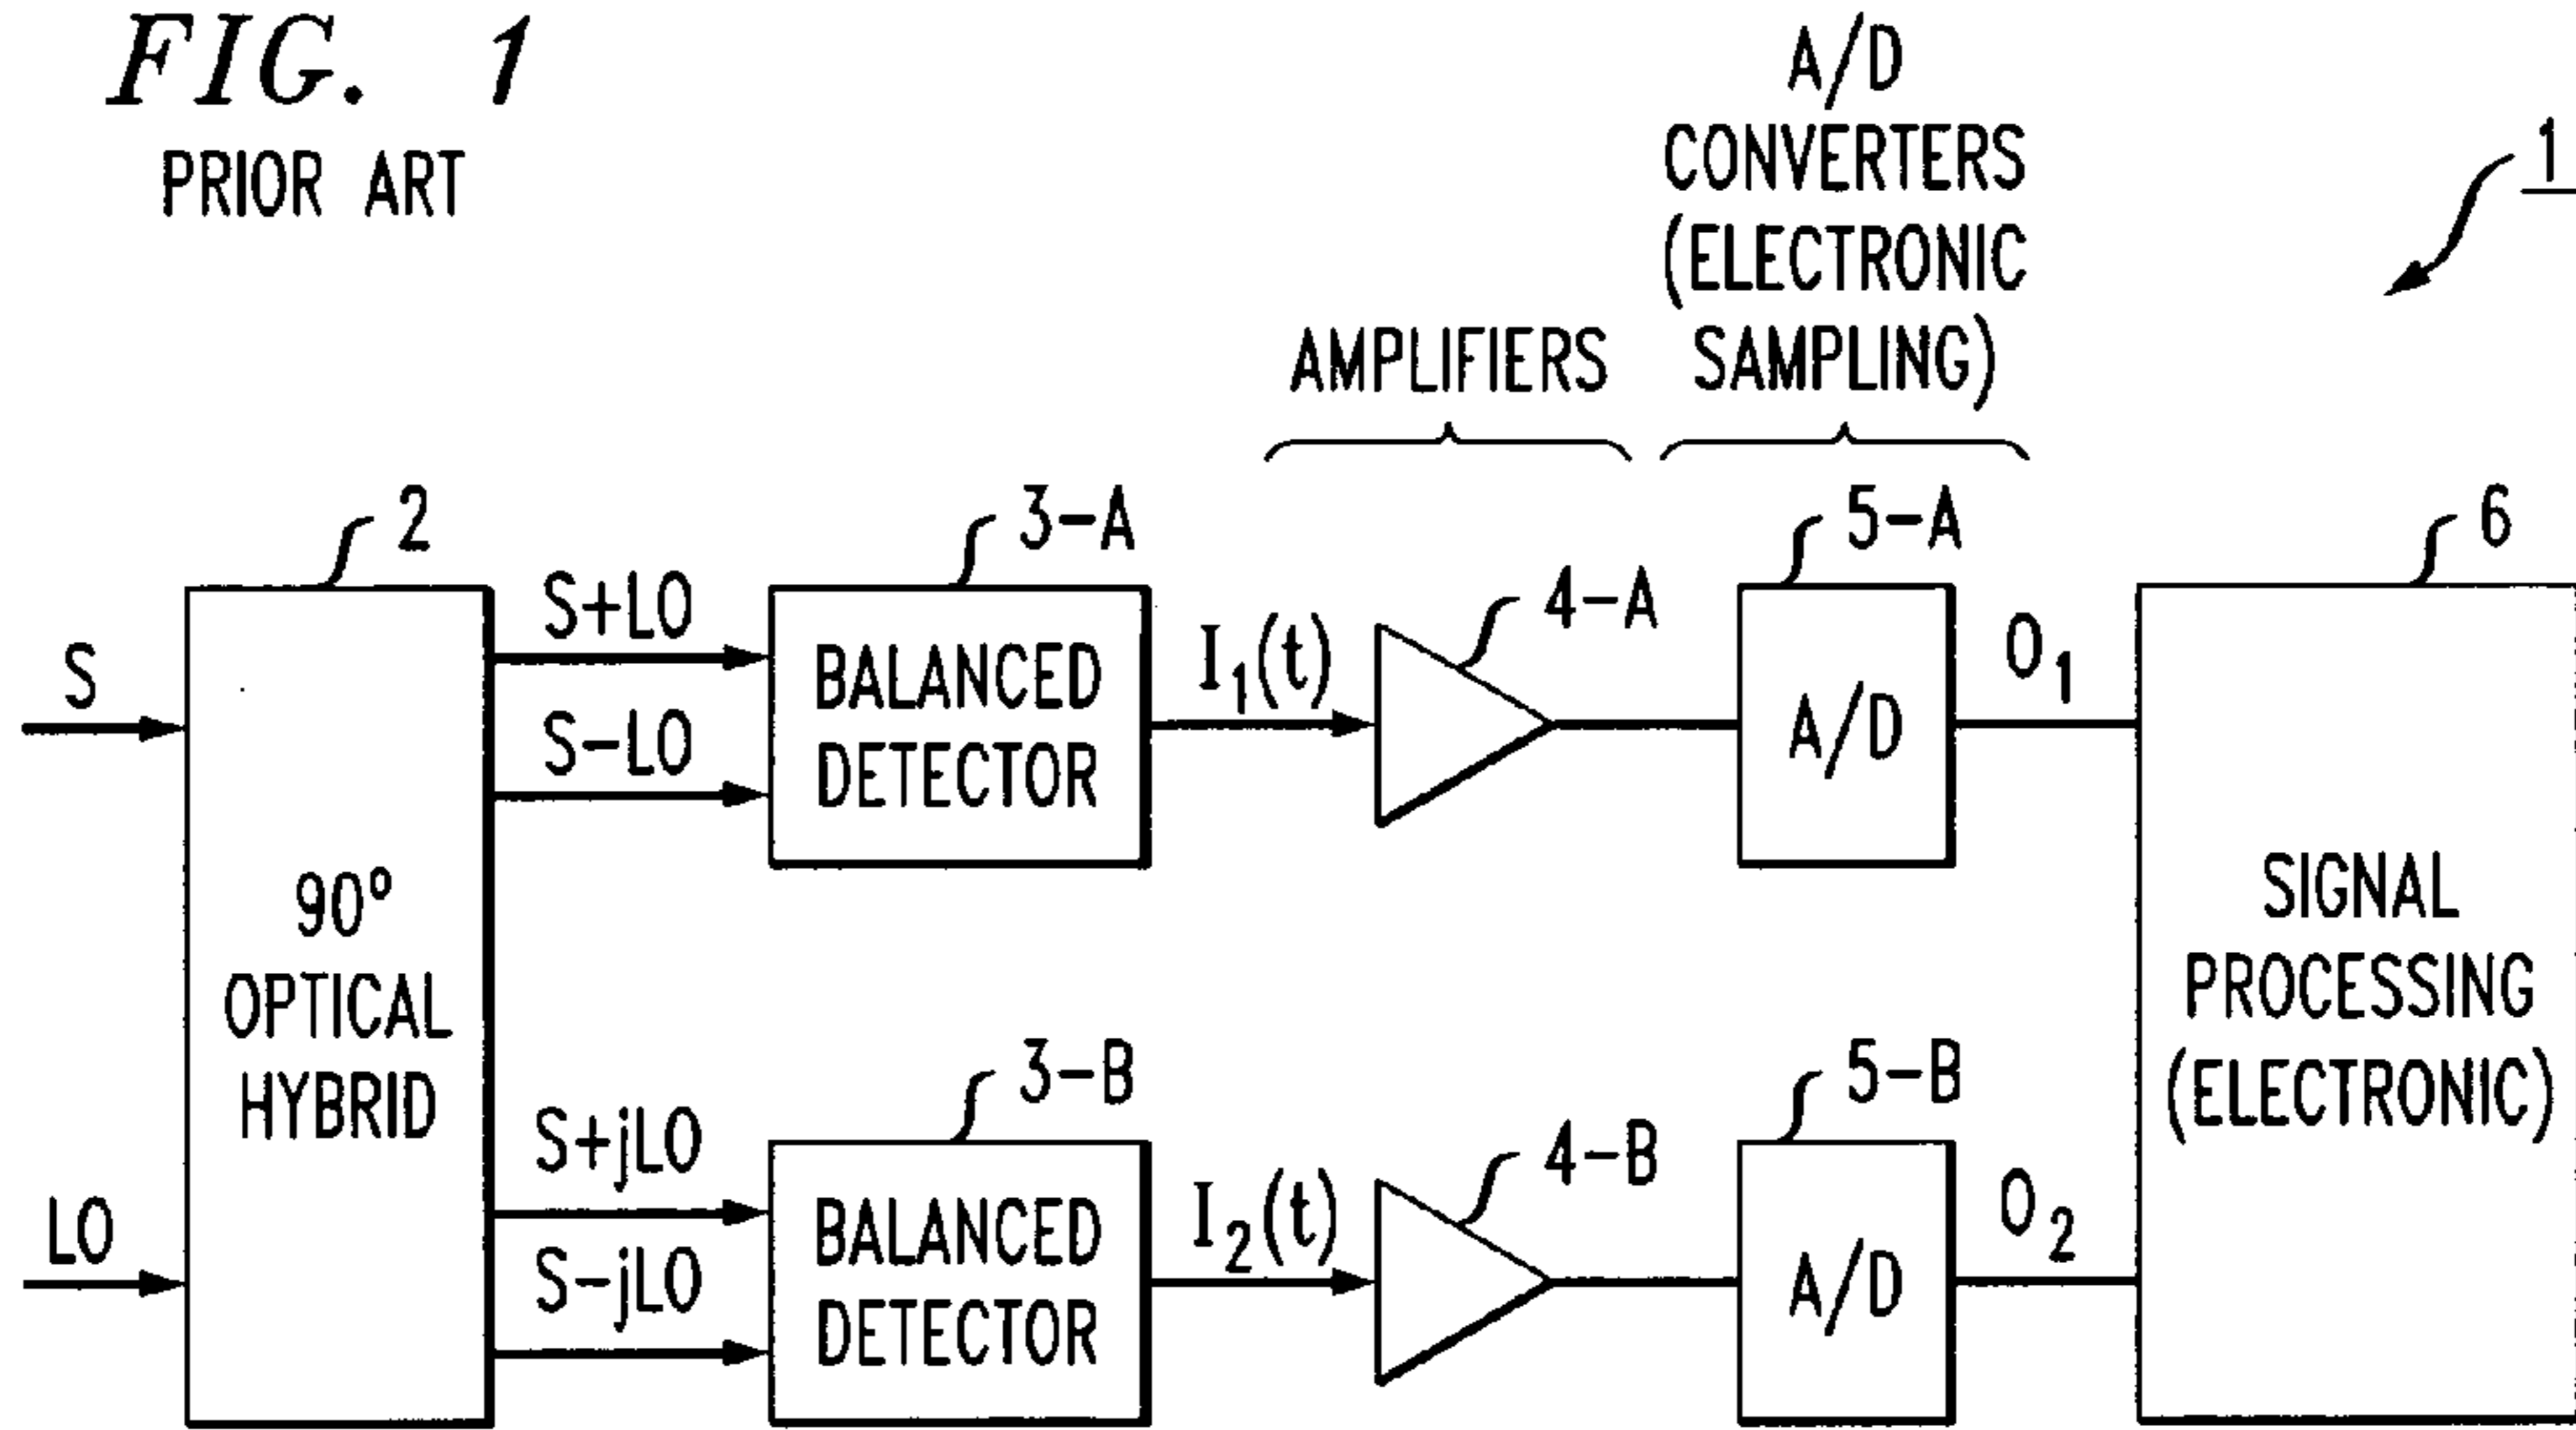 FIG. 1
PRIOR ART
A/D
CONVERTERS
(ELECTRONIC
SAMPLING)
AMPLIFIERS
1
2
3-A
4-A
5-A
6
S
LO
90°
OPTICAL
HYBRID
S+LO
S-LO
BALANCED
DETECTOR
I₁(t)
A/D
O₁
S+jLO
S-jLO
3-B
BALANCED
DETECTOR
I₂(t)
4-B
5-B
A/D
O₂
SIGNAL
PROCESSING
(ELECTRONIC)